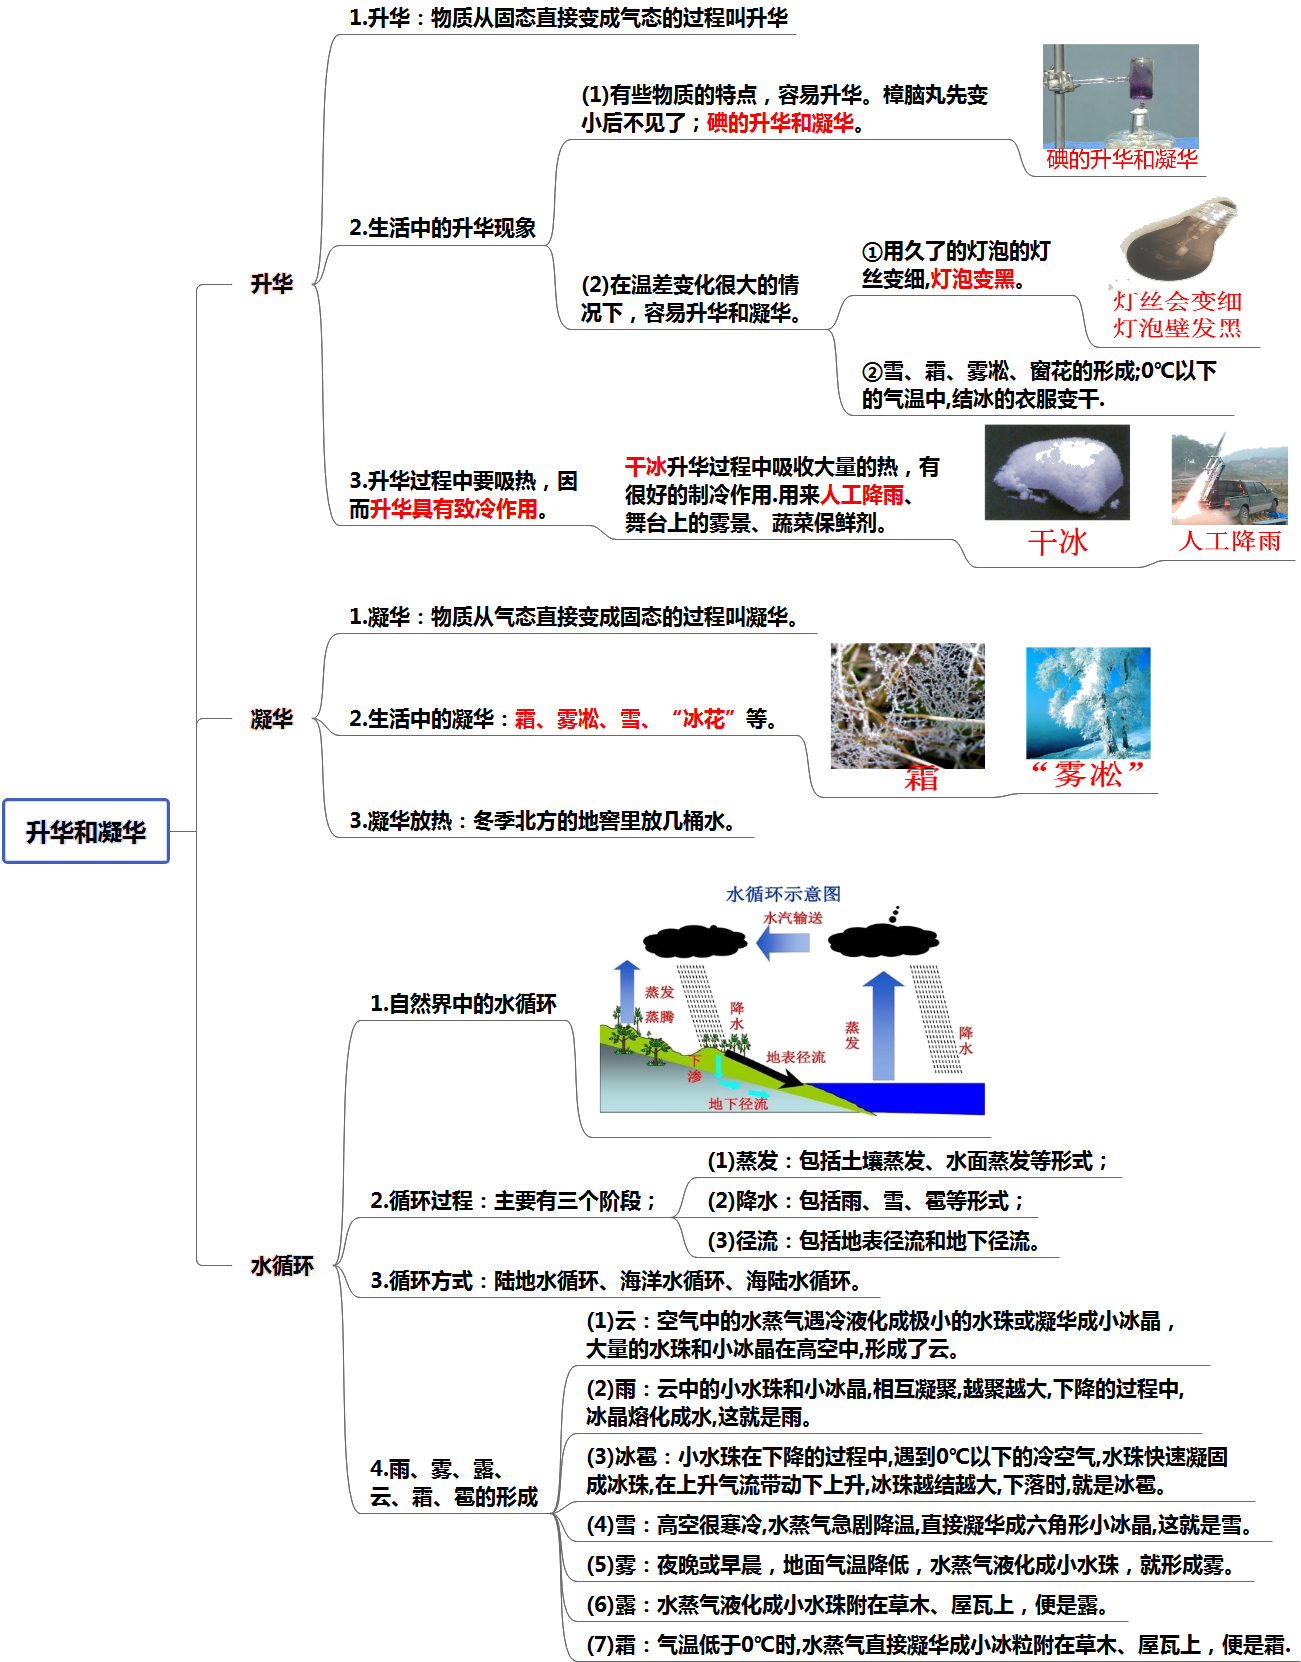 1.升华：物质从固态直接变成气态的过程叫升华
(1)有些物质的特点，容易升华。樟脑丸先变
小后不见了；碘的升华和凝华。
碘的升华和凝华
2.生活中的升华现象
①用久了的灯泡的灯
丝变细,灯泡变黑。
灯丝会变细
灯泡壁发黑
升华
(2)在温差变化很大的情
况下，容易升华和凝华。
②雪、霜、雾凇、窗花的形成;0℃以下
的气温中,结冰的衣服变干.
3.升华过程中要吸热，因
而升华具有致冷作用。
干冰升华过程中吸收大量的热，有
很好的制冷作用.用来人工降雨、
舞台上的雾景、蔬菜保鲜剂。
干冰
人工降雨
1.凝华：物质从气态直接变成固态的过程叫凝华。
凝华
2.生活中的凝华：霜、雾凇、雪、“冰花”等。
霜
“雾凇”
3.凝华放热：冬季北方的地窖里放几桶水。
升华和凝华
水循环示意图
水汽输送
1.自然界中的水循环
蒸发
蒸腾
降水
蒸发
降水
下渗
地表径流
地下径流
(1)蒸发：包括土壤蒸发、水面蒸发等形式；
2.循环过程：主要有三个阶段；
(2)降水：包括雨、雪、雹等形式；
(3)径流：包括地表径流和地下径流。
水循环
3.循环方式：陆地水循环、海洋水循环、海陆水循环。
(1)云：空气中的水蒸气遇冷液化成极小的水珠或凝华成小冰晶，
大量的水珠和小冰晶在高空中,形成了云。
(2)雨：云中的小水珠和小冰晶,相互凝聚,越聚越大,下降的过程中,
冰晶熔化成水,这就是雨。
4.雨、雾、露、
云、霜、雹的形成
(3)冰雹：小水珠在下降的过程中,遇到0℃以下的冷空气,水珠快速凝固
成冰珠,在上升气流带动下上升,冰珠越结越大,下落时,就是冰雹。
(4)雪：高空很寒冷,水蒸气急剧降温,直接凝华成六角形小冰晶,这就是雪。
(5)雾：夜晚或早晨，地面气温降低，水蒸气液化成小水珠，就形成雾。
(6)露：水蒸气液化成小水珠附在草木、屋瓦上，便是露。
(7)霜：气温低于0℃时,水蒸气直接凝华成小冰粒附在草木、屋瓦上，便是霜.